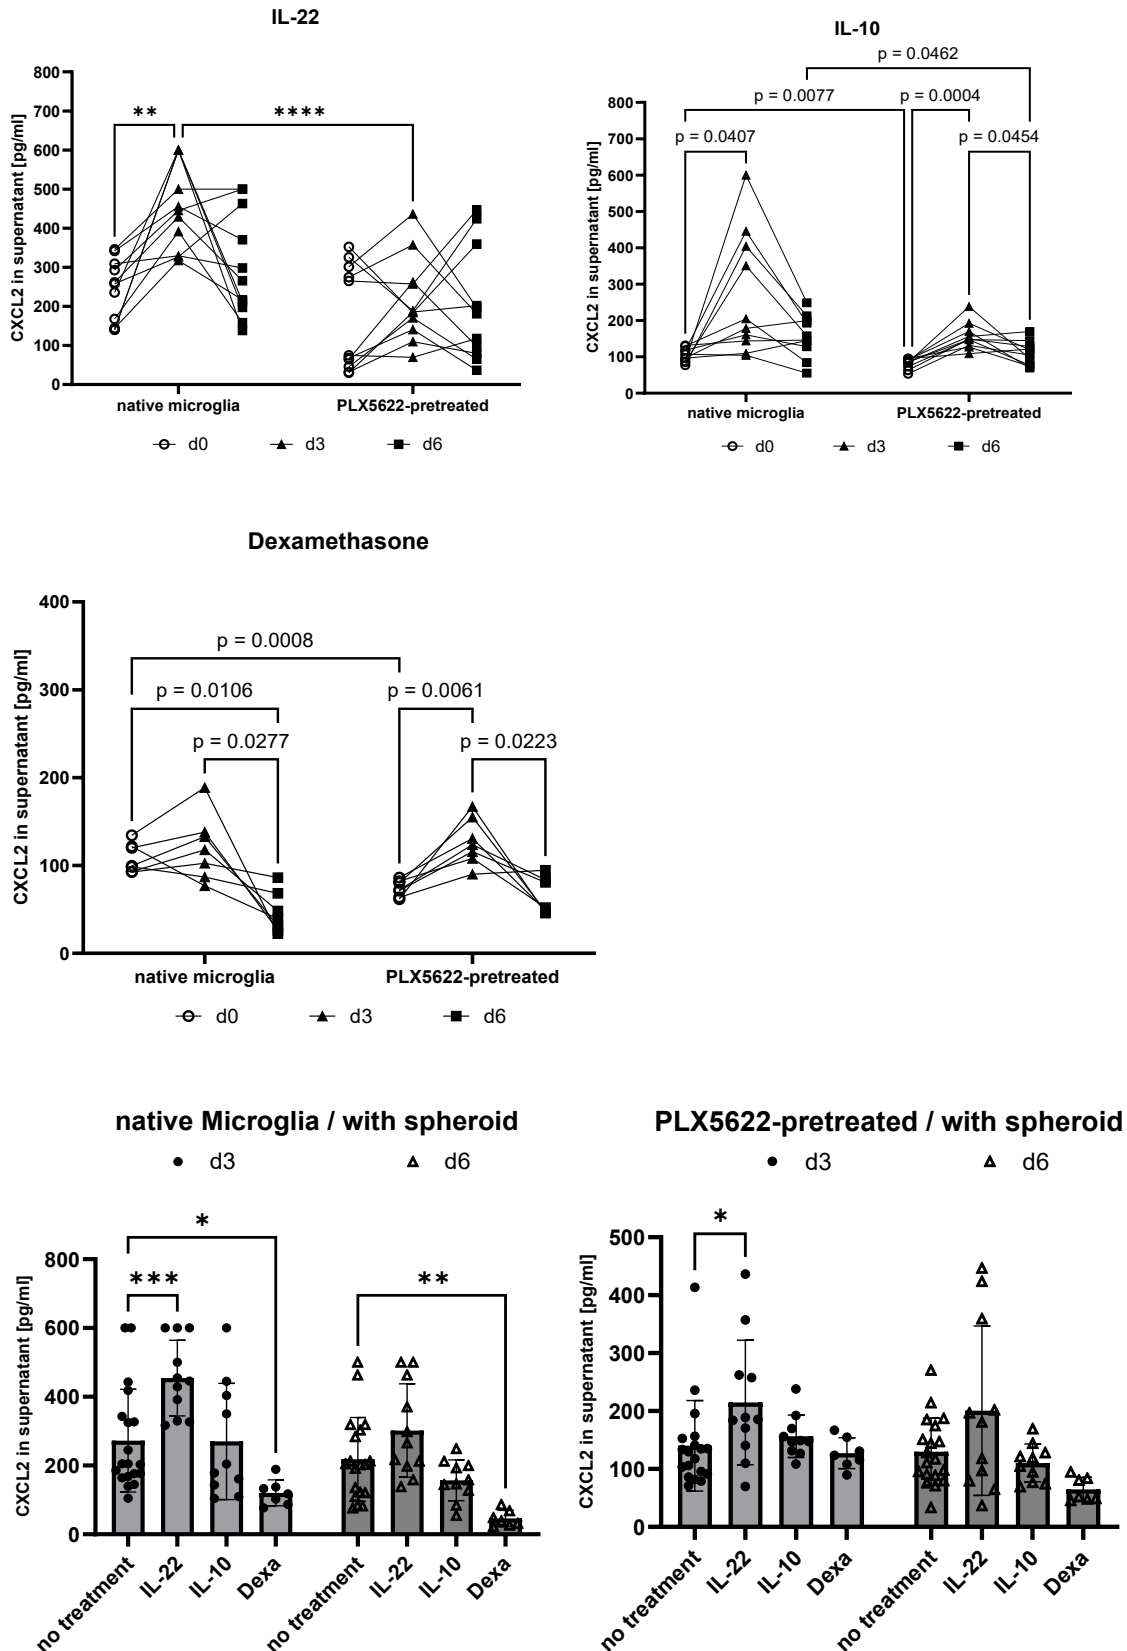 IL-22
CXCL2 in supernatant [pg/ml]
800
700
600
500
400
300
200
100
0
**
****
native microglia
PLX5622-pretreated
d0
d3
d6
IL-10
CXCL2 in supernatant [pg/ml]
p = 0.0462
p = 0.0077
p = 0.0004
p = 0.0407
p = 0.0454
800
700
600
500
400
300
200
100
0
native microglia
PLX5622-pretreated
d0
d3
d6
Dexamethasone
CXCL2 in supernatant [pg/ml]
400
300
200
100
0
p = 0.0008
p = 0.0106
p = 0.0061
p = 0.0277
p = 0.0223
native microglia
PLX5622-pretreated
d0
d3
d6
native Microglia / with spheroid
d3
d6
CXCL2 in supernatant [pg/ml]
800
600
400
200
0
*
***
**
no treatment
IL-22
IL-10
Dexa
no treatment
IL-22
IL-10
Dexa
PLX5622-pretreated / with spheroid
d3
d6
CXCL2 in supernatant [pg/ml]
500
400
300
200
100
0
*
no treatment
IL-22
IL-10
Dexa
no treatment
IL-22
IL-10
Dexa